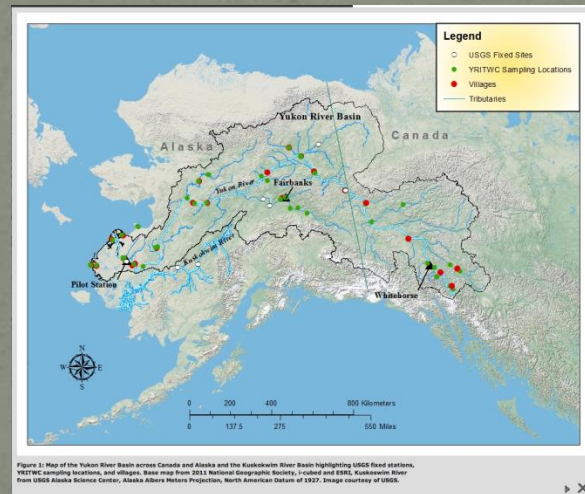 Legend
USGS Fixed Sites
YRITWC Sampling Locations
Villages
Tributaries
Yukon River Basin
Canada
Alaska
Yukon River
Fairbanks
Kuskokwim River
Pilot Station
Whitehorse
N
W
E
S
0 200 400 800 Kilometers
0 137.5 275 550 Miles
Figure 1: Map of the Yukon River Basin across Canada and Alaska and the Kuskokwim River Basin highlighting USGS fixed stations,
YRITWC sampling locations, and villages. Base map from 2011 National Geographic Society, i-cubed and ESRI, Kuskoswim River
from USGS Alaska Science Center, Alaska Albers Meters Projection, North American Datum of 1927. Image courtesy of USGS.